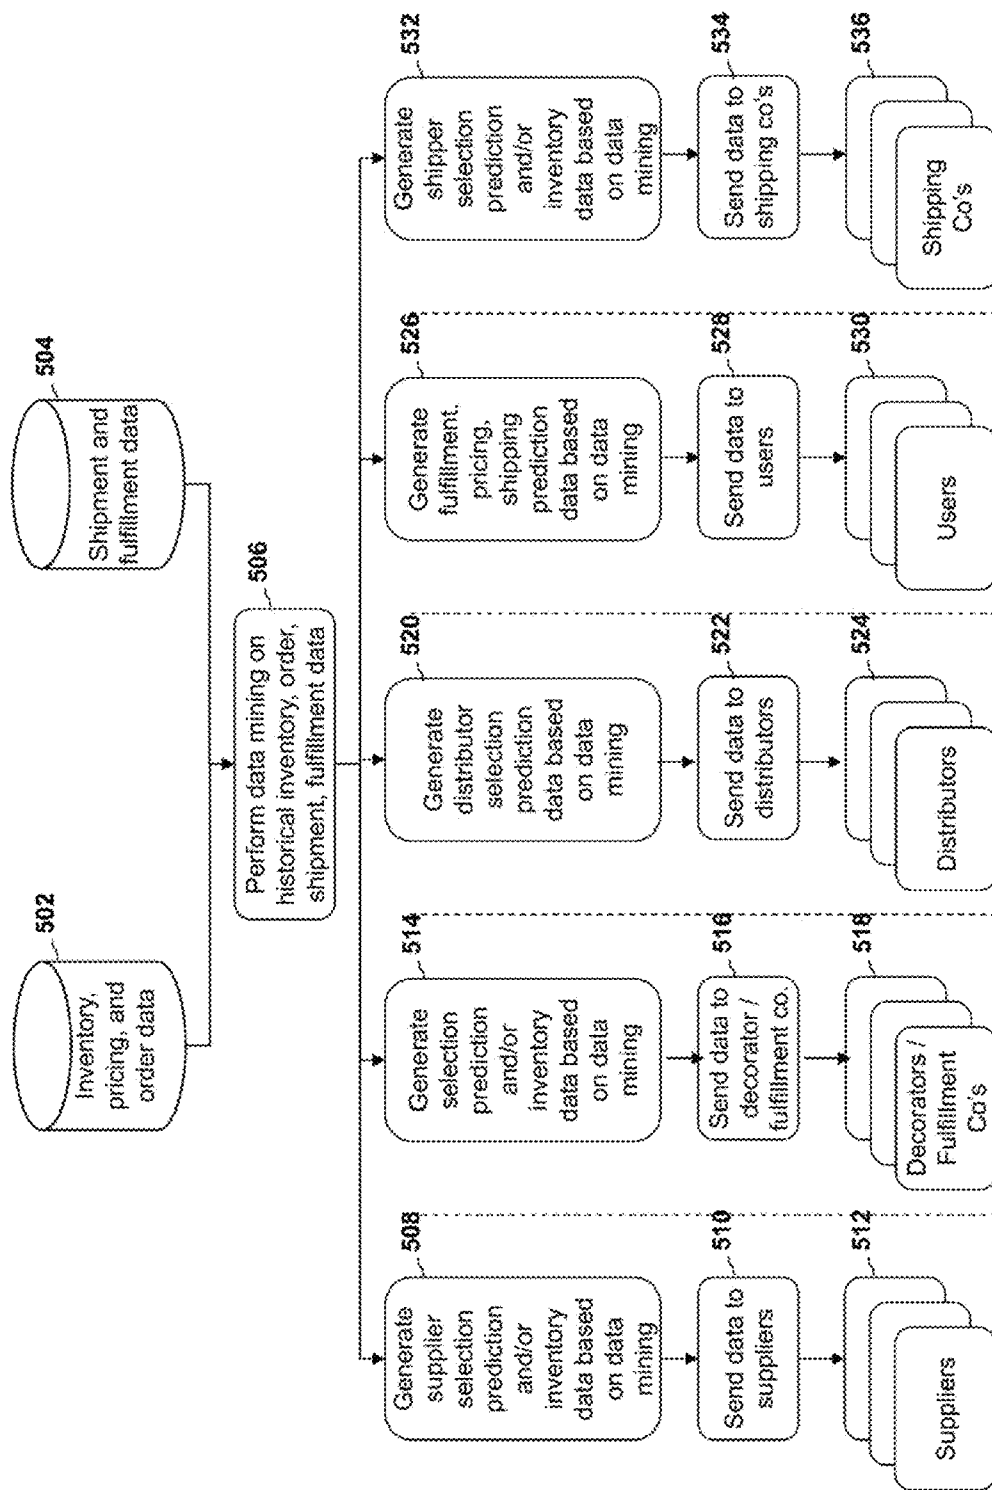 502
Inventory,
pricing, and
order data
504
Shipment and
fulfillment data
506
Perform data mining on
historical inventory, order,
shipment, fulfillment data
508
Generate
supplier
selection
prediction
and/or
inventory
data based
on data
mining
510
Send data to
suppliers
512
Suppliers
514
Generate
selection
prediction
and/or
inventory
data based
on data
mining
516
Send data to
decorator /
fulfillment co.
518
Decorators /
Fulfillment
Co's
520
Generate
distributor
selection
prediction
data based
on data
mining
522
Send data to
distributors
524
Distributors
526
Generate
fulfillment,
pricing,
shipping
prediction
data based
on data
mining
528
Send data to
users
530
Users
532
Generate
shipper
selection
prediction
and/or
inventory
data based
on data
mining
534
Send data to
shipping co's
536
Shipping
Co's